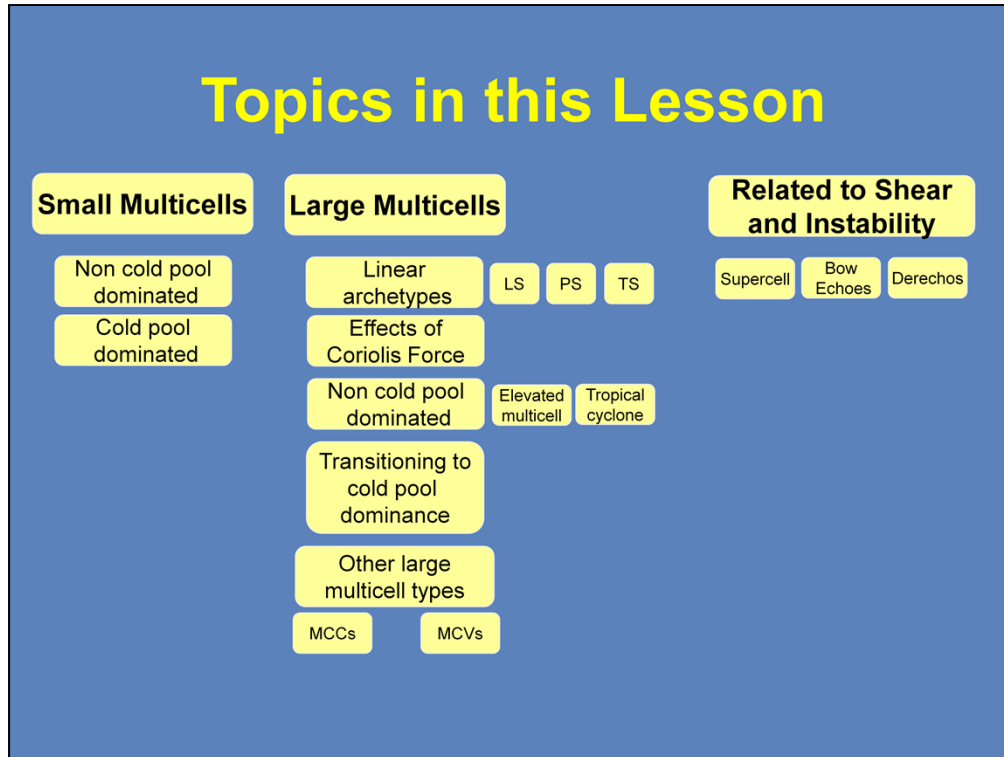 Topics in this Lesson
Small Multicells
Non cold pool
dominated
Cold pool
dominated
Large Multicells
Linear
archetypes
LS
PS
TS
Effects of
Coriolis Force
Non cold pool
dominated
Elevated
multicell
Tropical
cyclone
Transitioning to
cold pool
dominance
Other large
multicell types
MCCs
MCVs
Related to Shear
and Instability
Supercell
Bow
Echoes
Derechos